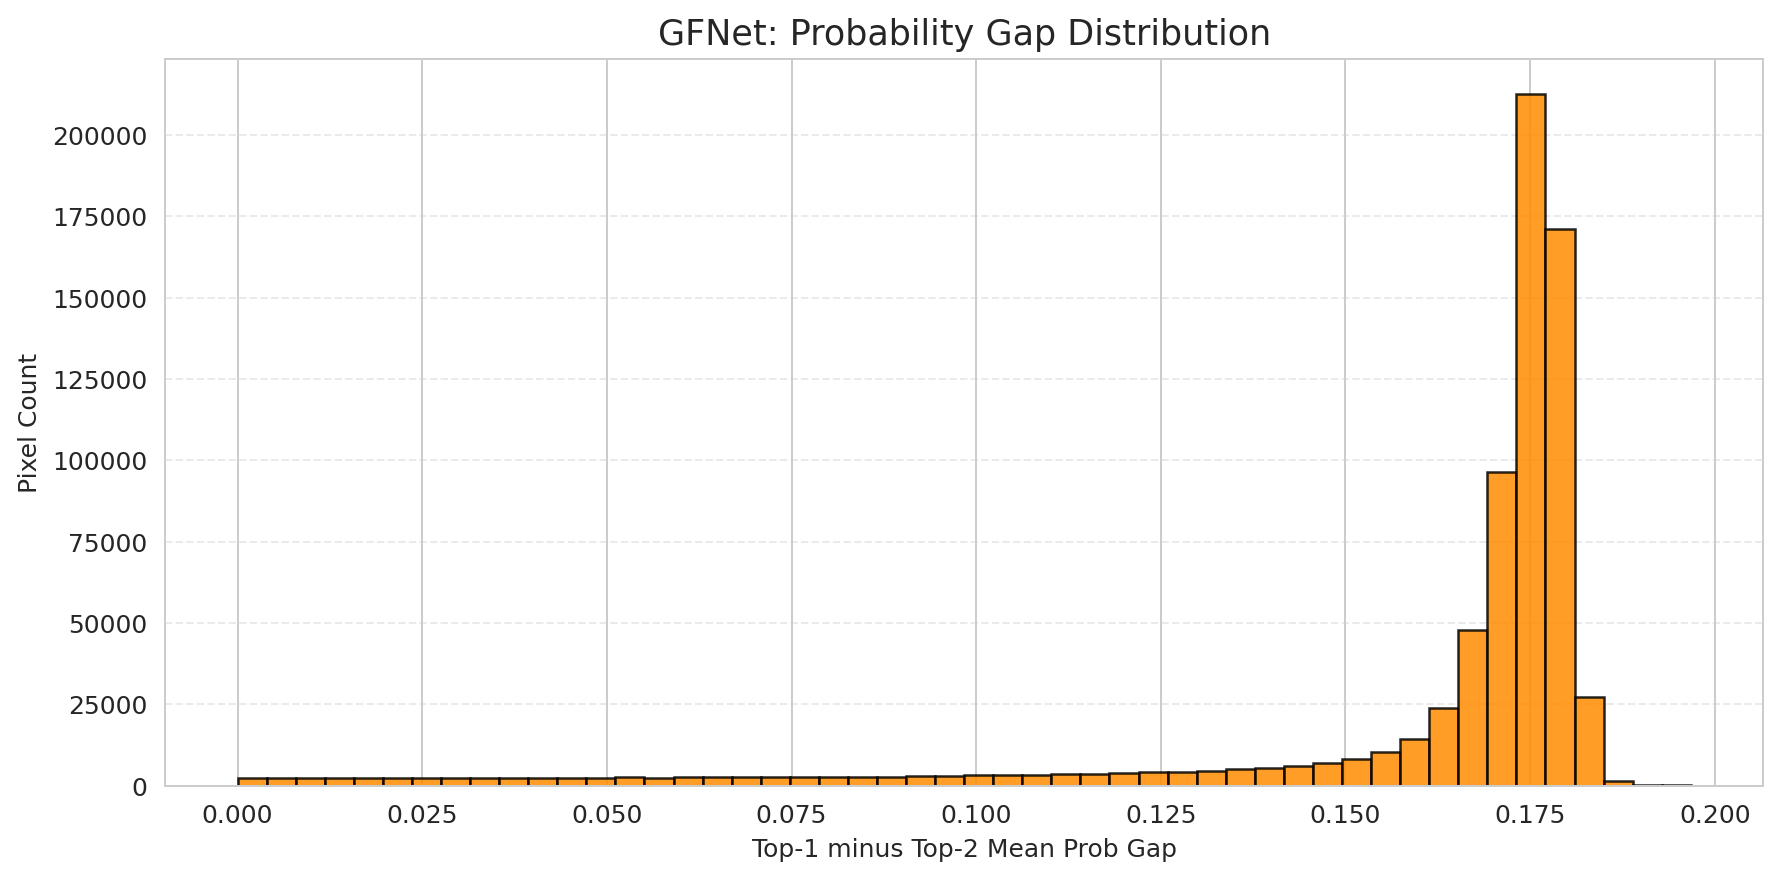 GFNet: Probability Gap Distribution
Pixel Count
200000
175000
150000
125000
100000
75000
50000
25000
0
0.000 0.025 0.050 0.075 0.100 0.125 0.150 0.175 0.200
Top-1 minus Top-2 Mean Prob Gap